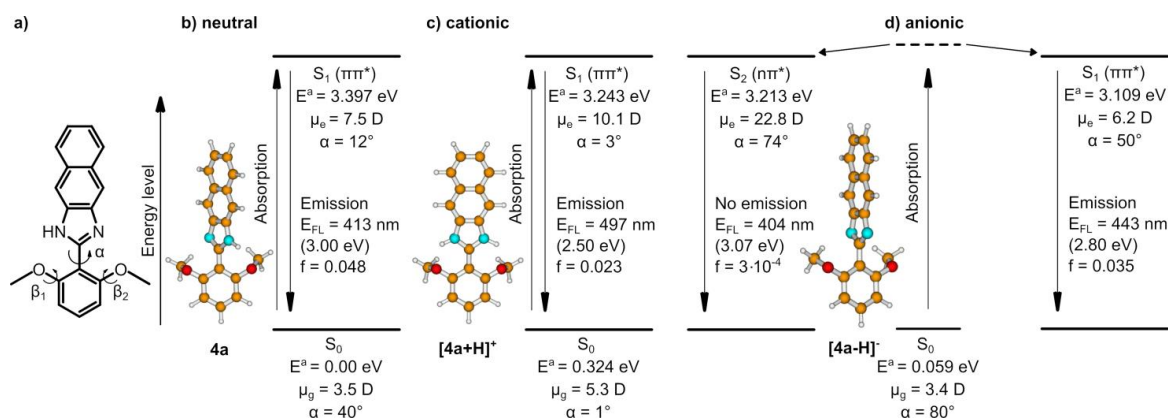 a)
HN
N
α
O
O
β1
β2
Energy level
b) neutral
4a
Absorption
S1 (ππ*)
Eᵃ = 3.397 eV
μe = 7.5 D
α = 12°
Emission
EFL = 413 nm
(3.00 eV)
f = 0.048
S0
Eᵃ = 0.00 eV
μg = 3.5 D
α = 40°
c) cationic
[4a+H]⁺
Absorption
S1 (ππ*)
Eᵃ = 3.243 eV
μe = 10.1 D
α = 3°
Emission
EFL = 497 nm
(2.50 eV)
f = 0.023
S0
Eᵃ = 0.324 eV
μg = 5.3 D
α = 1°
d) anionic
S2 (nπ*)
Eᵃ = 3.213 eV
μe = 22.8 D
α = 74°
No emission
EFL = 404 nm
(3.07 eV)
f = 3·10⁻⁴
[4a-H]⁻
Absorption
S0
Eᵃ = 0.059 eV
μg = 3.4 D
α = 80°
S1 (ππ*)
Eᵃ = 3.109 eV
μe = 6.2 D
α = 50°
Emission
EFL = 443 nm
(2.80 eV)
f = 0.035